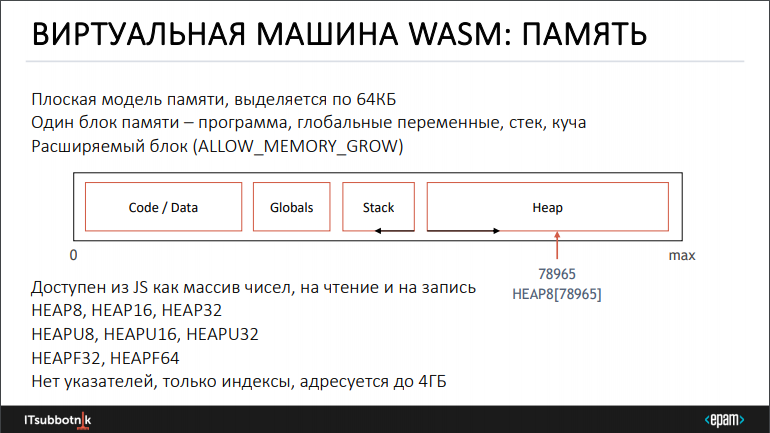 ВИРТУАЛЬНАЯ МАШИНА WASM: ПАМЯТЬ
Плоская модель памяти, выделяется по 64КБ
Один блок памяти – программа, глобальные переменные, стек, куча
Расширяемый блок (ALLOW_MEMORY_GROW)
Code / Data
Globals
Stack
Heap
0
max
78965
HEAP8[78965]
Доступен из JS как массив чисел, на чтение и на запись
HEAP8, HEAP16, HEAP32
HEAPU8, HEAPU16, HEAPU32
HEAPF32, HEAPF64
Нет указателей, только индексы, адресуется до 4ГБ
ITsubbotnik
<epam>